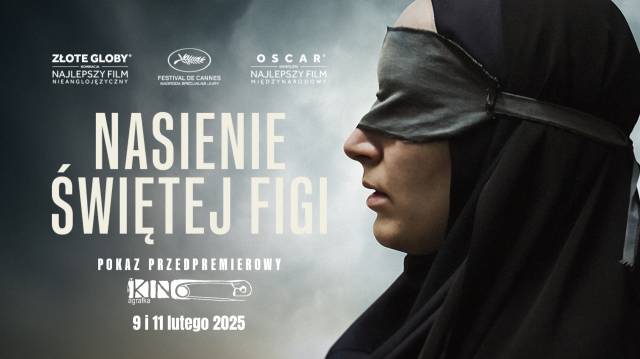 ZŁOTE GLOBY®
NOMINACJA
NAJLEPSZY FILM
NIEANGLOJĘZYCZNY
FESTIVAL DE CANNES
NAGRODA SPECJALNA JURY
OSCAR®
NAJLEPSZY FILM
MIĘDZYNARODOWY
NASIENIE
ŚWIĘTEJ FIGI
POKAZ PRZEDPREMIEROWY
KINO
agrafka
9 i 11 lutego 2025